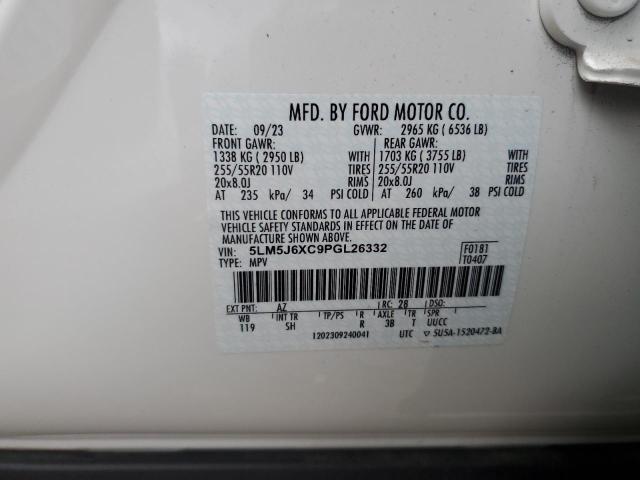 MFD. BY FORD MOTOR CO.
DATE: 09/23 GVWR: 2965 KG ( 6536 LB)
FRONT GAWR: REAR GAWR:
1338 KG ( 2950 LB) WITH 1703 KG ( 3755 LB) WITH
255/55R20 110V TIRES 255/55R20 110V TIRES
20x8.0J RIMS 20x8.0J RIMS
AT 235 kPa/ 34 PSI COLD AT 260 kPa/ 38 PSI COLD
THIS VEHICLE CONFORMS TO ALL APPLICABLE FEDERAL MOTOR
VEHICLE SAFETY STANDARDS IN EFFECT ON THE DATE OF
MANUFACTURE SHOWN ABOVE.
VIN: 5LM5J6XC9PGL26332 F0181
TYPE: MPV T0407
EXT PNT: AZ RC: 28 DSO:
WB INT TR TP/PS R AXLE TR SPR
119 SH R 3B T UUCC
1202309240041 UTC 5U5A-1520472-BA